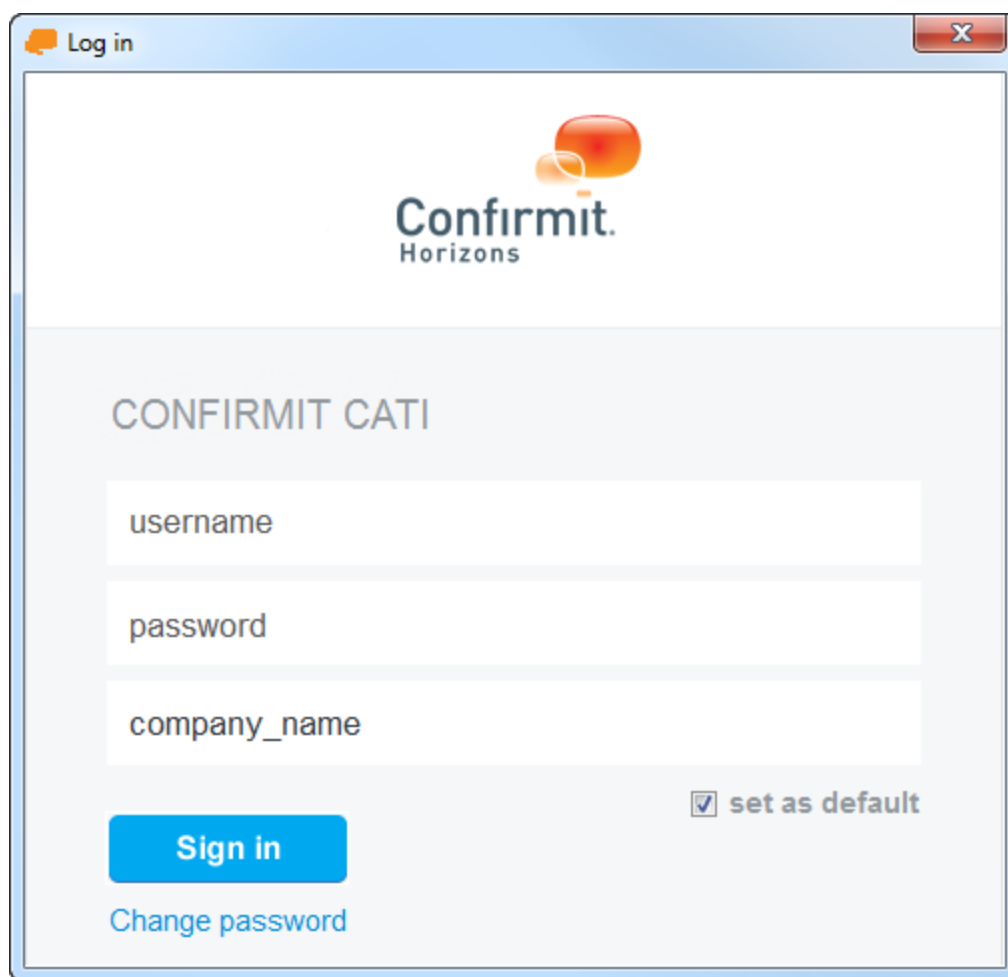 Log in
Confirmit.
Horizons
CONFIRMIT CATI
username
password
company_name
set as default
Sign in
Change password